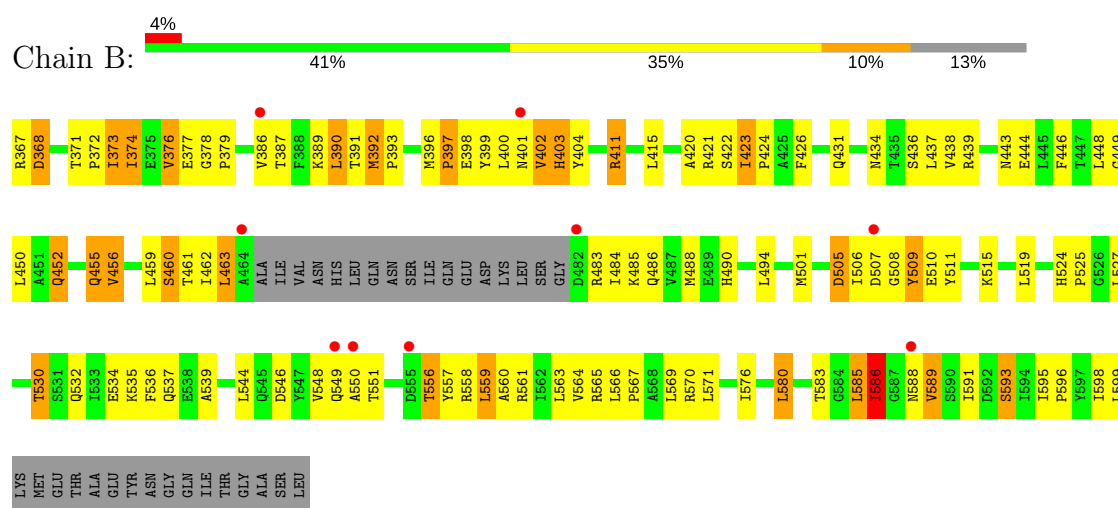 4%
Chain B:
41% 35% 10% 13%
R367 D368 T371 P372 I373 I374 E375 V376 E377 G378 P379 V386 T387 F388 K389 L390 T391 M392 P393 M396 P397 E398 Y399 L400 N401 V402 H403 Y404 R411 L415 A420 R421 S422 I423 P424 A425 F426 Q431 N434 T435 S436 L437 V438 R439 N443 E444 L445 F446 T447 L448 G449
L450 A451 Q452 Q455 V456 L459 S460 T461 I462 L463 A464 ALA ILE VAL ASN HIS LEU GLN ASN SER ILE GLN GLU ASP LYS LEU SER GLY D482 R483 I484 K485 Q486 V487 M488 E489 H490 L494 M501 D505 I506 D507 G508 Y509 E510 Y511 K515 L519 H524 P525 G526 L527
T530 S531 Q532 I533 E534 K535 F536 Q537 E538 A539 L544 Q545 D546 Y547 V548 Q549 A550 T551 D555 T556 Y557 R558 L559 A560 R561 I562 L563 V564 R565 L566 P567 A568 L569 R570 L571 I576 L580 T583 G584 L585 I586 G587 N588 V589 S590 I591 D592 S593 I594 I595 P596 Y597 I598 L599
LYS MET GLU THR ALA GLU TYR ASN GLY GLN ILE THR GLY ALA SER LEU